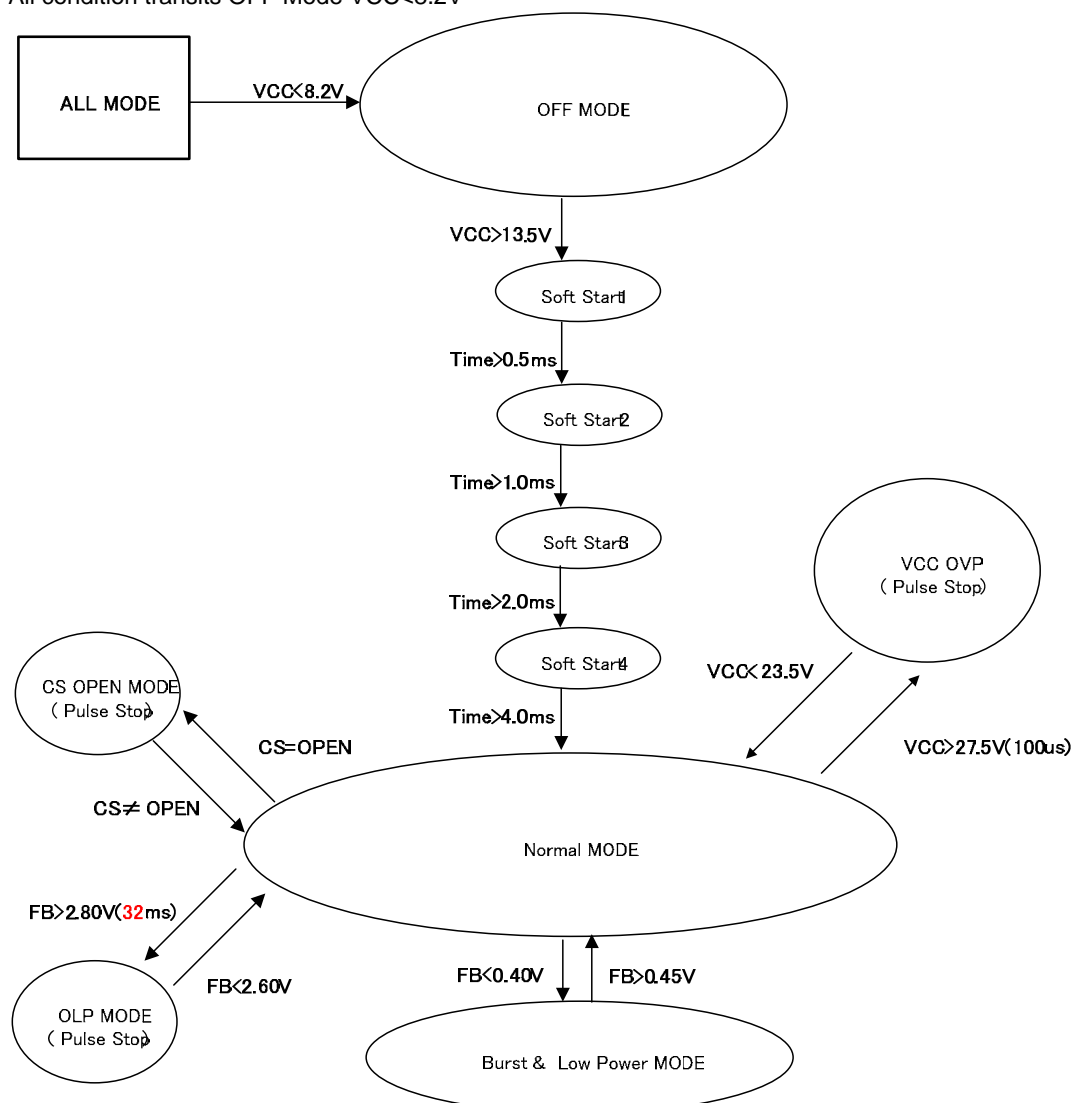 All condition transits OFF Mode VCC<8.2V
ALL MODE
VCC<8.2V
OFF MODE
VCC>13.5V
Soft Start1
Time>0.5ms
Soft Start2
Time>1.0ms
Soft Start3
Time>2.0ms
Soft Start4
Time>4.0ms
VCC OVP
( Pulse Stop)
VCC<23.5V
VCC>27.5V(100us)
CS OPEN MODE
( Pulse Stop)
CS=OPEN
CS≠ OPEN
Normal MODE
FB>2.80V(32ms)
FB<2.60V
OLP MODE
( Pulse Stop)
FB<0.40V
FB>0.45V
Burst & Low Power MODE